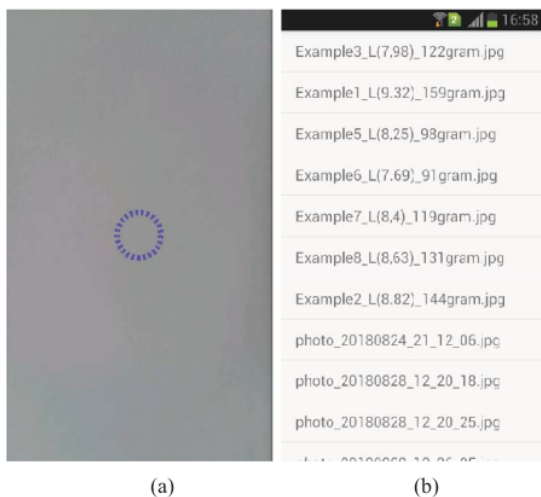 2 16:58
Example3_L(7,98)_122gram.jpg
Example1_L(9.32)_159gram.jpg
Example5_L(8,25)_98gram.jpg
Example6_L(7.69)_91gram.jpg
Example7_L(8,4)_119gram.jpg
Example8_L(8,63)_131gram.jpg
Example2_L(8.82)_144gram.jpg
photo_20180824_21_12_06.jpg
photo_20180828_12_20_18.jpg
photo_20180828_12_20_25.jpg
(a) (b)